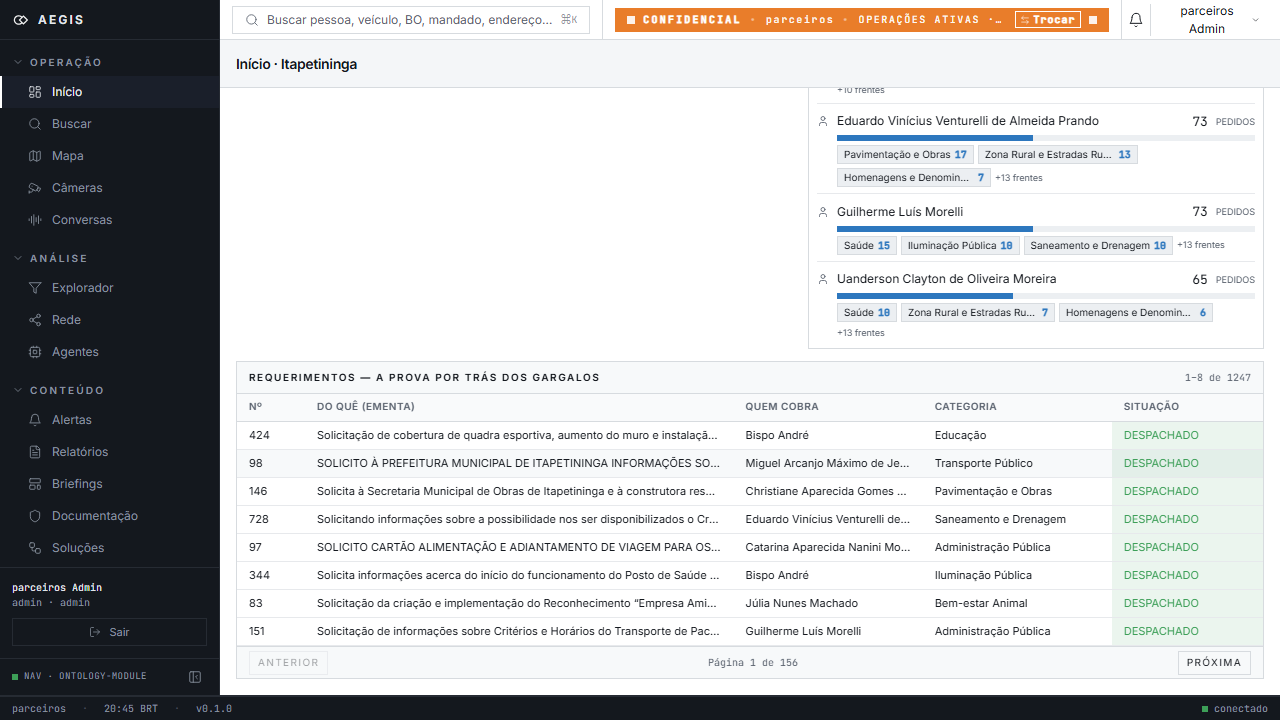 AEGIS
Buscar pessoa, veículo, BO, mandado, endereço... ⌘K
CONFIDENCIAL · parceiros · OPERAÇÕES ATIVAS ·… Trocar
parceiros Admin
OPERAÇÃO
Início
Buscar
Mapa
Câmeras
Conversas
ANÁLISE
Explorador
Rede
Agentes
CONTEÚDO
Alertas
Relatórios
Briefings
Documentação
Soluções
parceiros Admin
admin · admin
Sair
NAV · ONTOLOGY-MODULE
Início · Itapetininga
+10 frentes
Eduardo Vinícius Venturelli de Almeida Prando 73 PEDIDOS
Pavimentação e Obras 17 Zona Rural e Estradas Ru... 13
Homenagens e Denomin... 7 +13 frentes
Guilherme Luís Morelli 73 PEDIDOS
Saúde 15 Iluminação Pública 10 Saneamento e Drenagem 10 +13 frentes
Uanderson Clayton de Oliveira Moreira 65 PEDIDOS
Saúde 10 Zona Rural e Estradas Ru... 7 Homenagens e Denomin... 6
+13 frentes
REQUERIMENTOS — A PROVA POR TRÁS DOS GARGALOS 1–8 de 1247
Nº DO QUÊ (EMENTA) QUEM COBRA CATEGORIA SITUAÇÃO
424 Solicitação de cobertura de quadra esportiva, aumento do muro e instalaçã... Bispo André Educação DESPACHADO
98 SOLICITO À PREFEITURA MUNICIPAL DE ITAPETININGA INFORMAÇÕES SO... Miguel Arcanjo Máximo de Je... Transporte Público DESPACHADO
146 Solicita à Secretaria Municipal de Obras de Itapetininga e à construtora res... Christiane Aparecida Gomes ... Pavimentação e Obras DESPACHADO
728 Solicitando informações sobre a possibilidade nos ser disponibilizados o Cr... Eduardo Vinícius Venturelli de... Saneamento e Drenagem DESPACHADO
97 SOLICITO CARTÃO ALIMENTAÇÃO E ADIANTAMENTO DE VIAGEM PARA OS... Catarina Aparecida Nanini Mo... Administração Pública DESPACHADO
344 Solicita informações acerca do início do funcionamento do Posto de Saúde ... Bispo André Iluminação Pública DESPACHADO
83 Solicitação da criação e implementação do Reconhecimento “Empresa Ami... Júlia Nunes Machado Bem-estar Animal DESPACHADO
151 Solicitação de informações sobre Critérios e Horários do Transporte de Pac... Guilherme Luís Morelli Administração Pública DESPACHADO
ANTERIOR Página 1 de 156 PRÓXIMA
parceiros · 20:45 BRT · v0.1.0 conectado